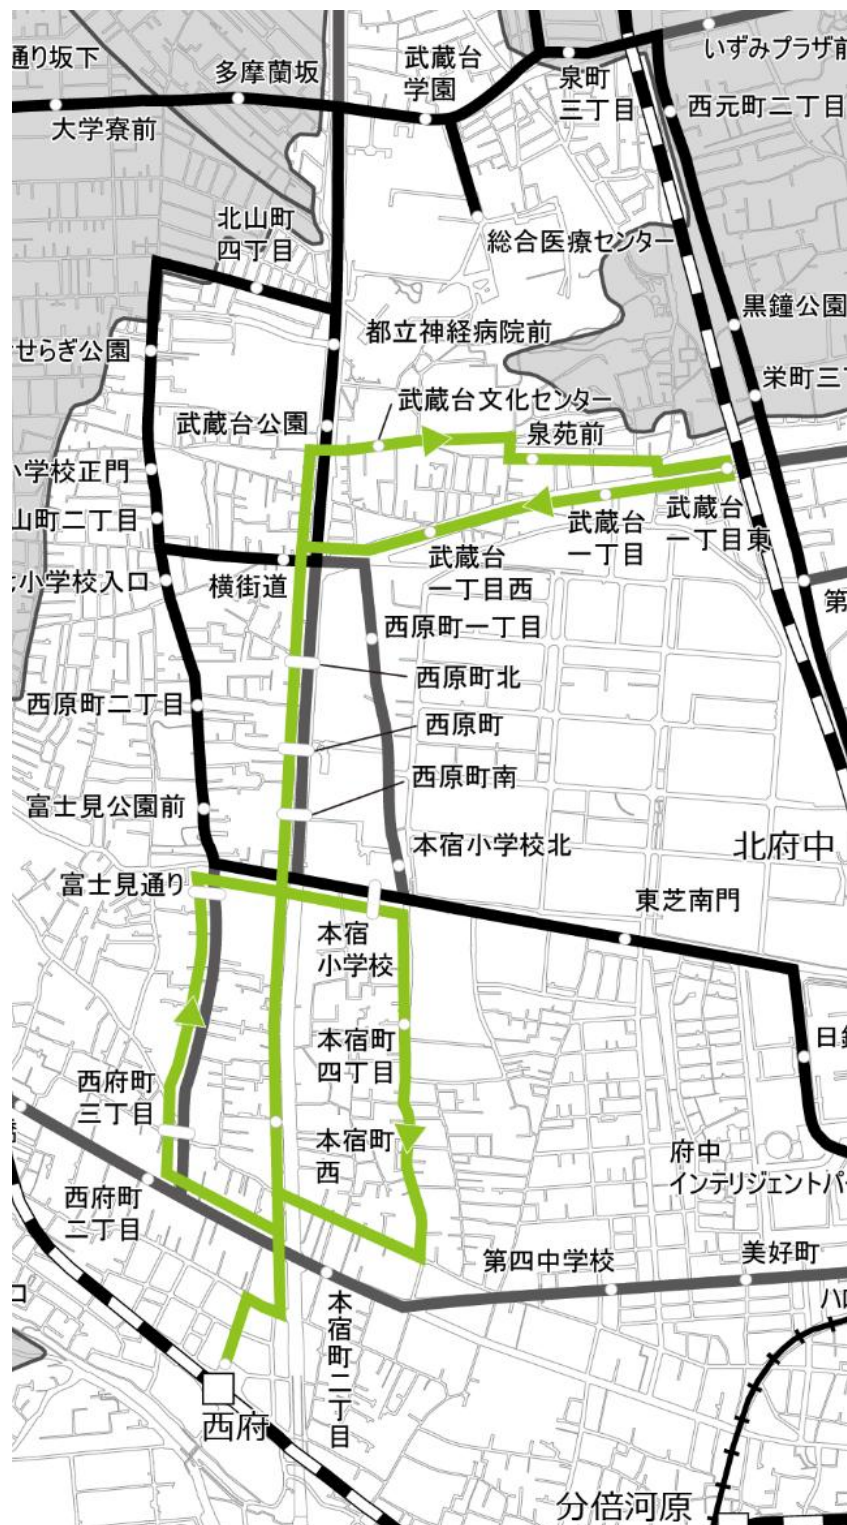 通り坂下
多摩蘭坂
大学寮前
武蔵台
学園
泉町
三丁目
いずみプラザ前
西元町二丁目
北山町
四丁目
総合医療センター
黒鐘公園
せらぎ公園
都立神経病院前
栄町三丁
武蔵台公園
武蔵台文化センター
泉苑前
小学校正門
山町二丁目
武蔵台
一丁目東
武蔵台
一丁目
武蔵台
一丁目西
七小学校入口
横街道
第
西原町一丁目
西原町北
西原町二丁目
西原町
西原町南
富士見公園前
本宿小学校北
北府中
富士見通り
東芝南門
本宿
小学校
本宿町
四丁目
日鋼
西府町
三丁目
本宿町
西
府中
インテリジェントパー
西府町
二丁目
第四中学校
美好町
口
ハロ
本宿町二丁目
西府
分倍河原